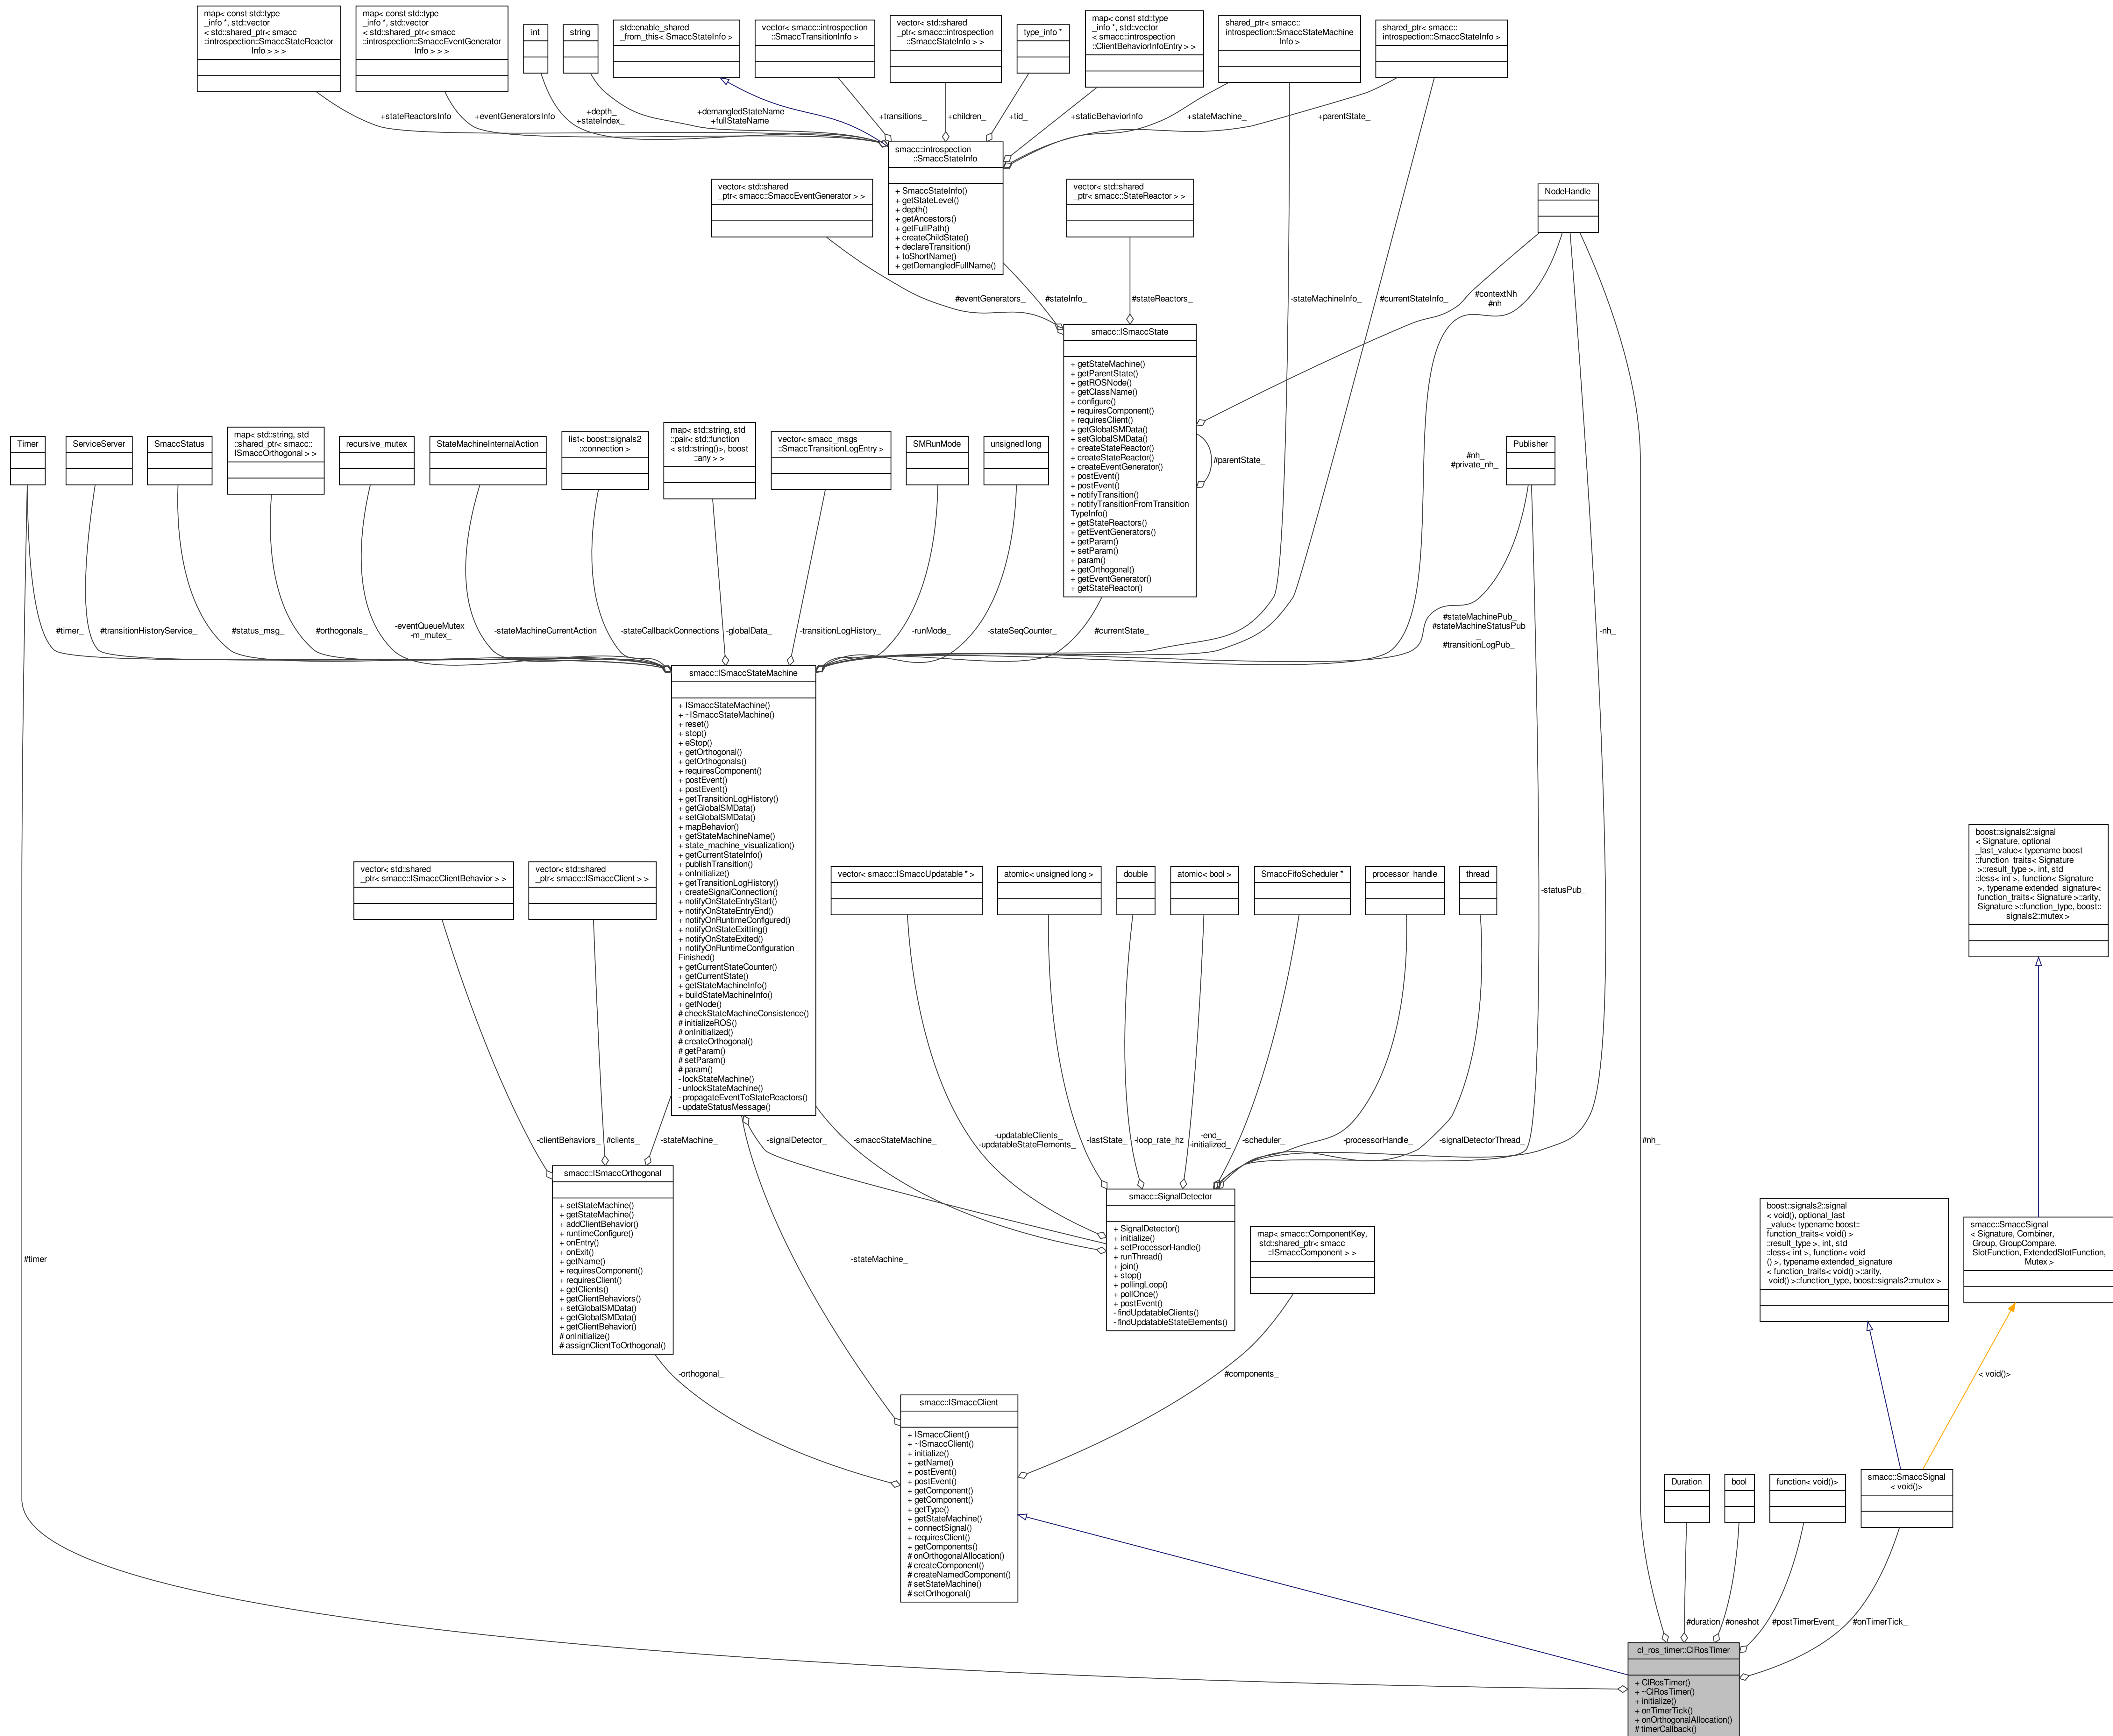 map< const std::type
_info *, std::vector
< std::shared_ptr< smacc
::introspection::SmaccStateReactor
Info > > >
map< const std::type
_info *, std::vector
< std::shared_ptr< smacc
::introspection::SmaccEventGenerator
Info > > >
int
string
std::enable_shared
_from_this< SmaccStateInfo >
vector< smacc::introspection
::SmaccTransitionInfo >
vector< std::shared
_ptr< smacc::introspection
::SmaccStateInfo > >
type_info *
map< const std::type
_info *, std::vector
< smacc::introspection
::ClientBehaviorInfoEntry > >
shared_ptr< smacc::
introspection::SmaccStateMachine
Info >
shared_ptr< smacc::
introspection::SmaccStateInfo >
+stateReactorsInfo
+eventGeneratorsInfo
+depth_
+stateIndex_
+demangledStateName
+fullStateName
+transitions_
+children_
+tid_
+staticBehaviorInfo
+stateMachine_
+parentState_
smacc::introspection
::SmaccStateInfo
+ SmaccStateInfo()
+ getStateLevel()
+ depth()
+ getAncestors()
+ getFullPath()
+ createChildState()
+ declareTransition()
+ toShortName()
+ getDemangledFullName()
vector< std::shared
_ptr< smacc::SmaccEventGenerator > >
vector< std::shared
_ptr< smacc::StateReactor > >
NodeHandle
#eventGenerators_
#stateInfo_
#stateReactors_
-stateMachineInfo_
#currentStateInfo_
#contextNh
#nh
smacc::ISmaccState
+ getStateMachine()
+ getParentState()
+ getROSNode()
+ getClassName()
+ configure()
+ requiresComponent()
+ requiresClient()
+ getGlobalSMData()
+ setGlobalSMData()
+ createStateReactor()
+ createStateReactor()
+ createEventGenerator()
+ postEvent()
+ postEvent()
+ notifyTransition()
+ notifyTransitionFromTransition
TypeInfo()
+ getStateReactors()
+ getEventGenerators()
+ getParam()
+ setParam()
+ param()
+ getOrthogonal()
+ getEventGenerator()
+ getStateReactor()
#parentState_
Timer
ServiceServer
SmaccStatus
map< std::string, std
::shared_ptr< smacc::
ISmaccOrthogonal > >
recursive_mutex
StateMachineInternalAction
list< boost::signals2
::connection >
map< std::string, std
::pair< std::function
< std::string()>, boost
::any > >
vector< smacc_msgs
::SmaccTransitionLogEntry >
SMRunMode
unsigned long
Publisher
#nh_
#private_nh_
#timer_
#transitionHistoryService_
#status_msg_
#orthogonals_
-eventQueueMutex_
-m_mutex_
-stateMachineCurrentAction
-stateCallbackConnections
-globalData_
-transitionLogHistory_
-runMode_
-stateSeqCounter_
#currentState_
#stateMachinePub_
#stateMachineStatusPub
_
#transitionLogPub_
-nh_
smacc::ISmaccStateMachine
+ ISmaccStateMachine()
+ ~ISmaccStateMachine()
+ reset()
+ stop()
+ eStop()
+ getOrthogonal()
+ getOrthogonals()
+ requiresComponent()
+ postEvent()
+ postEvent()
+ getTransitionLogHistory()
+ getGlobalSMData()
+ setGlobalSMData()
+ mapBehavior()
+ getStateMachineName()
+ state_machine_visualization()
+ getCurrentStateInfo()
+ publishTransition()
+ onInitialize()
+ getTransitionLogHistory()
+ createSignalConnection()
+ notifyOnStateEntryStart()
+ notifyOnStateEntryEnd()
+ notifyOnRuntimeConfigured()
+ notifyOnStateExitting()
+ notifyOnStateExited()
+ notifyOnRuntimeConfiguration
Finished()
+ getCurrentStateCounter()
+ getCurrentState()
+ getStateMachineInfo()
+ buildStateMachineInfo()
+ getNode()
# checkStateMachineConsistence()
# initializeROS()
# onInitialized()
# createOrthogonal()
# getParam()
# setParam()
# param()
- lockStateMachine()
- unlockStateMachine()
- propagateEventToStateReactors()
- updateStatusMessage()
boost::signals2::signal
< Signature, optional
_last_value< typename boost
::function_traits< Signature
>::result_type >, int, std
::less< int >, function< Signature
>, typename extended_signature<
function_traits< Signature >::arity,
Signature >::function_type, boost::
signals2::mutex >
vector< std::shared
_ptr< smacc::ISmaccClientBehavior > >
vector< std::shared
_ptr< smacc::ISmaccClient > >
vector< smacc::ISmaccUpdatable * >
atomic< unsigned long >
double
atomic< bool >
SmaccFifoScheduler *
processor_handle
thread
-statusPub_
-clientBehaviors_
#clients_
-stateMachine_
-signalDetector_
-smaccStateMachine_
-updatableClients_
-updatableStateElements_
-lastState_
-loop_rate_hz
-end_
-initialized_
-scheduler_
-processorHandle_
-signalDetectorThread_
#nh_
smacc::ISmaccOrthogonal
+ setStateMachine()
+ getStateMachine()
+ addClientBehavior()
+ runtimeConfigure()
+ onEntry()
+ onExit()
+ getName()
+ requiresComponent()
+ requiresClient()
+ getClients()
+ getClientBehaviors()
+ setGlobalSMData()
+ getGlobalSMData()
+ getClientBehavior()
# onInitialize()
# assignClientToOrthogonal()
smacc::SignalDetector
+ SignalDetector()
+ initialize()
+ setProcessorHandle()
+ runThread()
+ join()
+ stop()
+ pollingLoop()
+ pollOnce()
+ postEvent()
- findUpdatableClients()
- findUpdatableStateElements()
map< smacc::ComponentKey,
std::shared_ptr< smacc
::ISmaccComponent > >
boost::signals2::signal
< void(), optional_last
_value< typename boost::
function_traits< void() >
::result_type >, int, std
::less< int >, function< void
() >, typename extended_signature
< function_traits< void() >::arity,
void() >::function_type, boost::signals2::mutex >
smacc::SmaccSignal
< Signature, Combiner,
Group, GroupCompare,
SlotFunction, ExtendedSlotFunction,
Mutex >
#timer
-stateMachine_
-orthogonal_
#components_
< void()>
smacc::ISmaccClient
+ ISmaccClient()
+ ~ISmaccClient()
+ initialize()
+ getName()
+ postEvent()
+ postEvent()
+ getComponent()
+ getComponent()
+ getType()
+ getStateMachine()
+ connectSignal()
+ requiresClient()
+ getComponents()
# onOrthogonalAllocation()
# createComponent()
# createNamedComponent()
# setStateMachine()
# setOrthogonal()
Duration
bool
function< void()>
smacc::SmaccSignal
< void()>
#duration
#oneshot
#postTimerEvent_
#onTimerTick_
cl_ros_timer::ClRosTimer
+ ClRosTimer()
+ ~ClRosTimer()
+ initialize()
+ onTimerTick()
+ onOrthogonalAllocation()
# timerCallback()